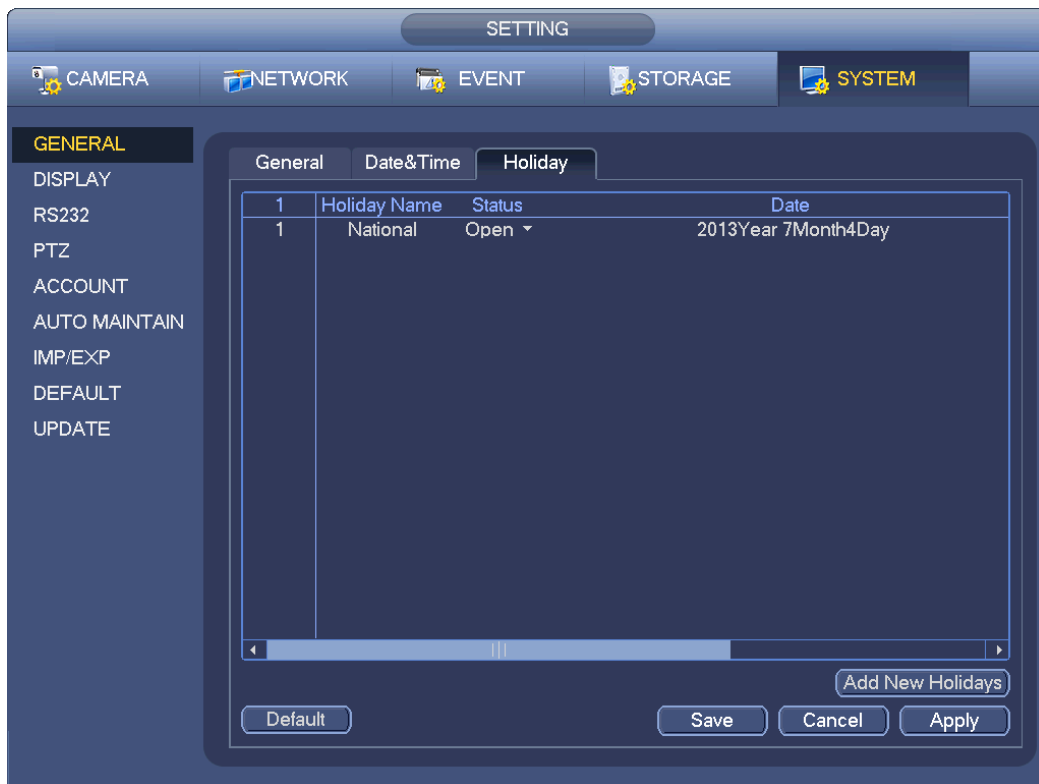 SETTING
CAMERA NETWORK EVENT STORAGE SYSTEM
GENERAL
DISPLAY
RS232
PTZ
ACCOUNT
AUTO MAINTAIN
IMP/EXP
DEFAULT
UPDATE
General Date&Time Holiday
1 Holiday Name Status Date
1 National Open 2013Year 7Month4Day
Add New Holidays
Default Save Cancel Apply